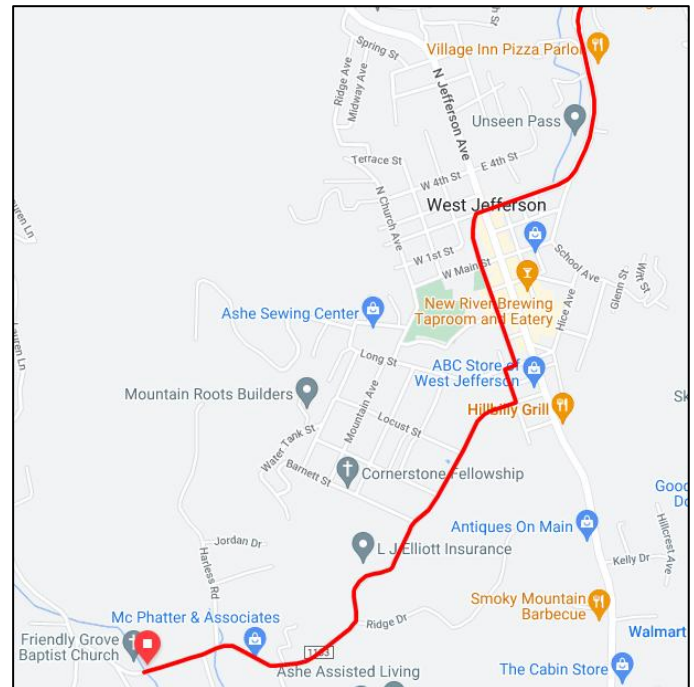 Village Inn Pizza Parlor
Spring St
Ridge Ave
Midway Ave
N Jefferson Ave
Unseen Pass
Terrace St
E 4th St
W 4th St
N Church Ave
West Jefferson
W 1st St
W Main St
School Ave
Glenn St
Hice Ave
New River Brewing
Taproom and Eatery
Ashe Sewing Center
Lauren Ln
Long St
ABC Store of
West Jefferson
Mountain Roots Builders
Mountain Ave
Hillbilly Grill
Locust St
Water Tank St
Barnett St
Cornerstone Fellowship
Antiques On Main
Hillcrest Ave
Jordan Dr
L J Elliott Insurance
Kelly Dr
Harless Rd
Mc Phatter & Associates
Ridge Dr
Smoky Mountain
Barbecue
Walmart
Friendly Grove
Baptist Church
Ashe Assisted Living
The Cabin Store